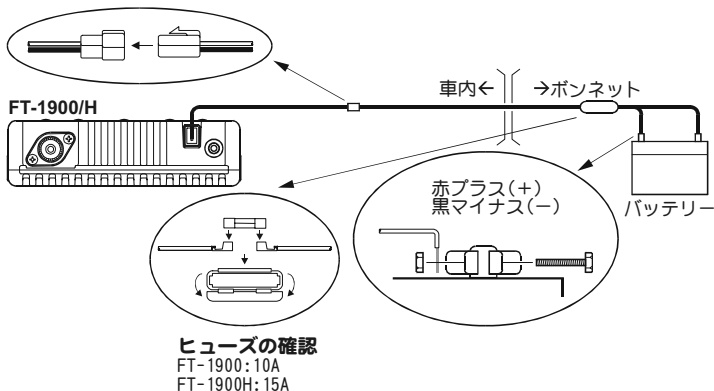 FT-1900/H
車内← →ボンネット
赤プラス(+)
黒マイナス(−)
バッテリー
ヒューズの確認
FT-1900:10A
FT-1900H:15A